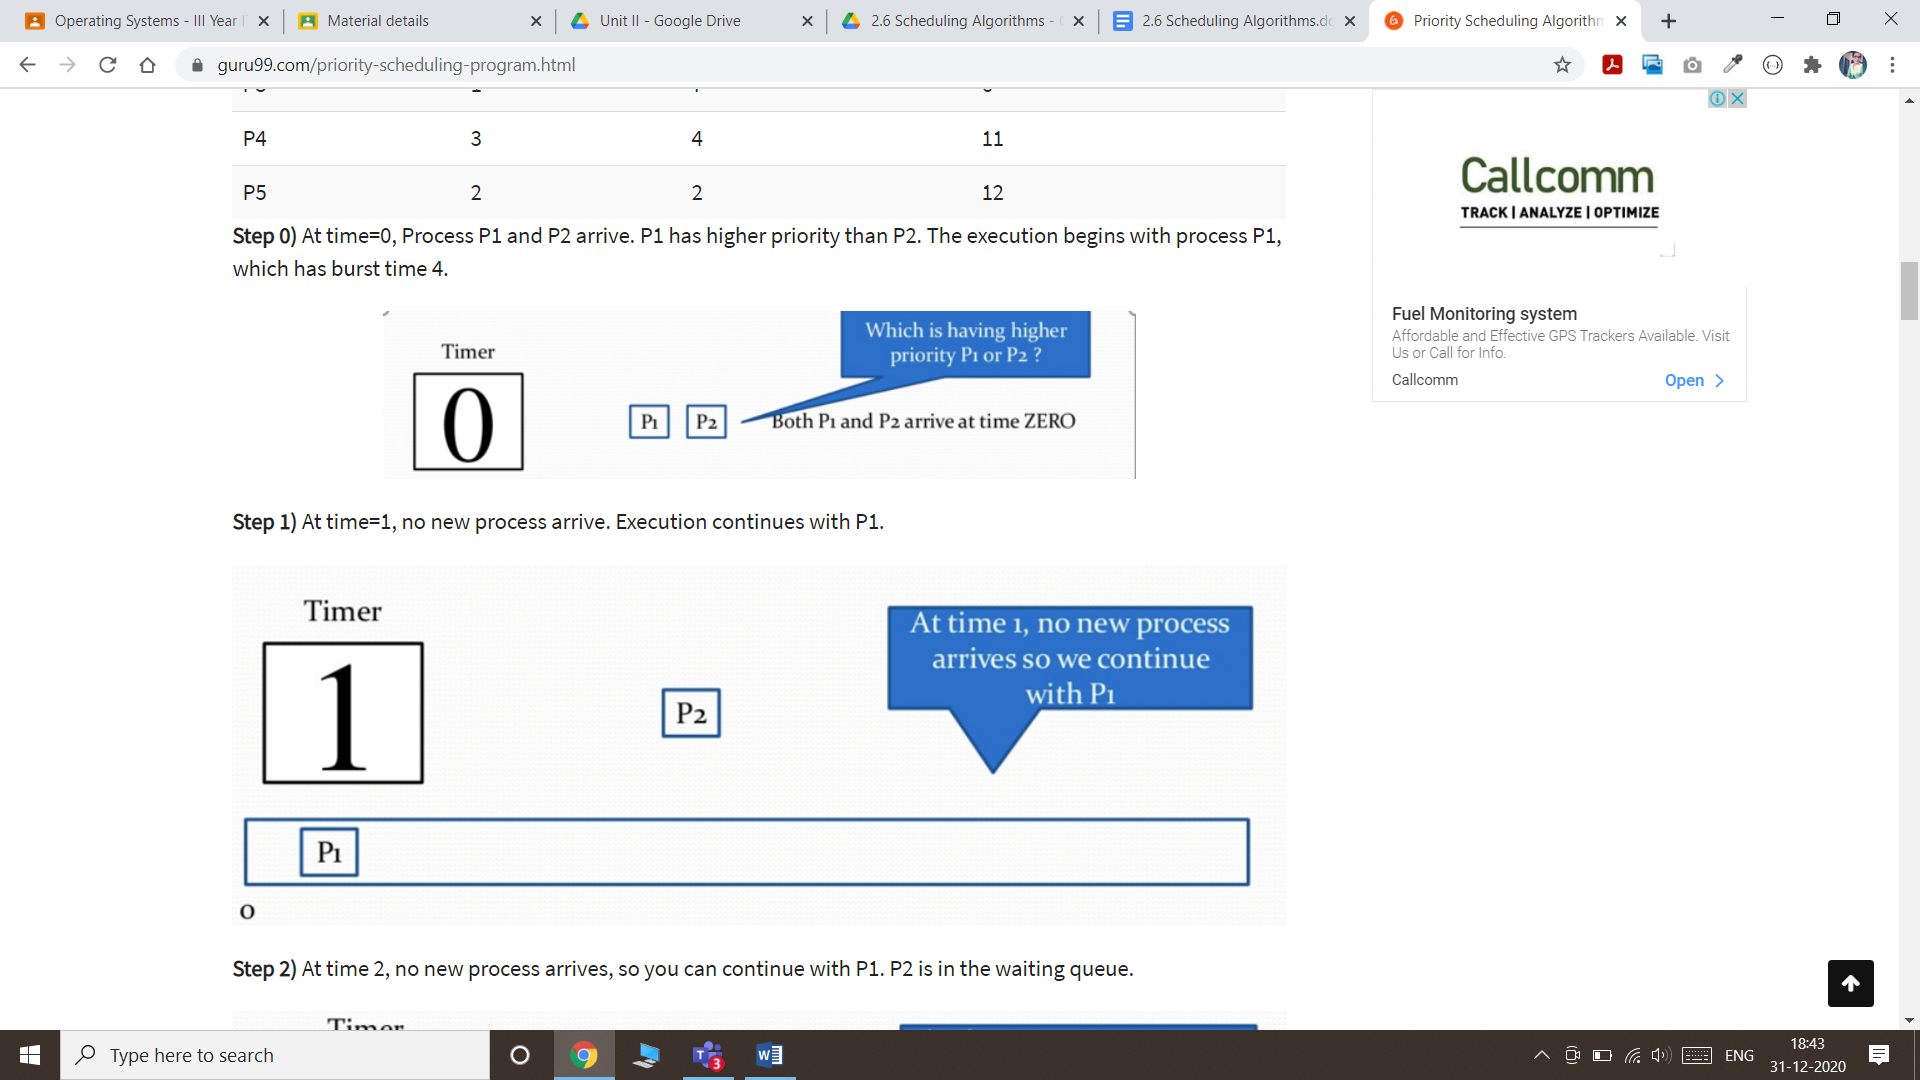 Operating Systems - III Year
Material details
Unit II - Google Drive
2.6 Scheduling Algorithms -
2.6 Scheduling Algorithms.do
Priority Scheduling Algorithm
guru99.com/priority-scheduling-program.html
P4 3 4 11
P5 2 2 12
Step 0) At time=0, Process P1 and P2 arrive. P1 has higher priority than P2. The execution begins with process P1,
which has burst time 4.
Which is having higher
priority P1 or P2 ?
Timer
0
P1 P2
Both P1 and P2 arrive at time ZERO
Step 1) At time=1, no new process arrive. Execution continues with P1.
Timer
1
P2
At time 1, no new process
arrives so we continue
with P1
P1
0
Step 2) At time 2, no new process arrives, so you can continue with P1. P2 is in the waiting queue.
Timer
Callcomm
TRACK | ANALYZE | OPTIMIZE
Fuel Monitoring system
Affordable and Effective GPS Trackers Available. Visit
Us or Call for Info.
Callcomm
Open
Type here to search
T
3
W
ENG
18:43
31-12-2020